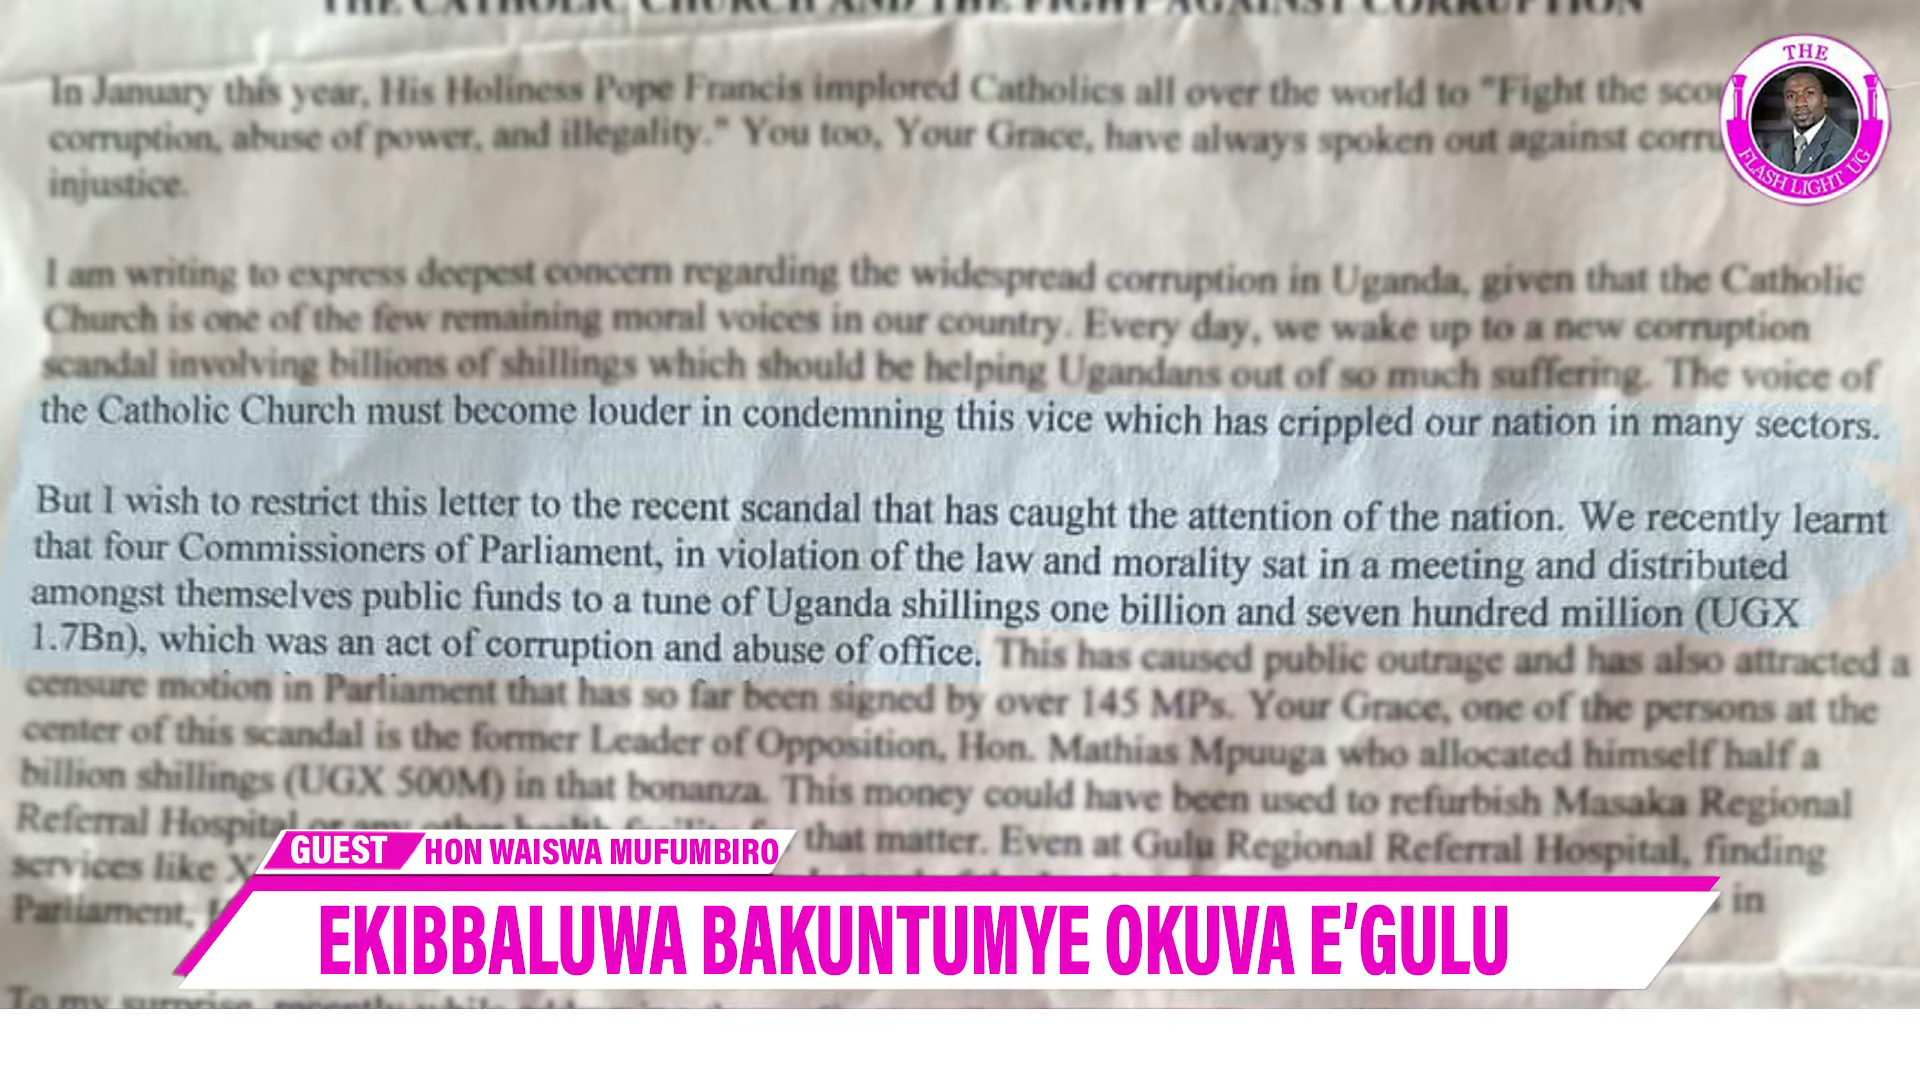 THE CATHOLIC CHURCH AND THE FIGHT AGAINST CORRUPTION
In January this year, His Holiness Pope Francis implored Catholics all over the world to "Fight the
corruption, abuse of power, and illegality." You too, Your Grace, have always spoken out against
injustice.
I am writing to express deepest concern regarding the widespread corruption in Uganda, given that the Catholic
Church is one of the few remaining moral voices in our country. Every day, we wake up to a new corruption
scandal involving billions of shillings which should be helping Ugandans out of so much suffering. The voice of
the Catholic Church must become louder in condemning this vice which has crippled our nation in many sectors.
But I wish to restrict this letter to the recent scandal that has caught the attention of the nation. We recently learnt
that four Commissioners of Parliament, in violation of the law and morality sat in a meeting and distributed
amongst themselves public funds to a tune of Uganda shillings one billion and seven hundred million (UGX
1.7Bn), which was an act of corruption and abuse of office. This has caused public outrage and has also attracted a
censure motion in Parliament that has so far been signed by over 145 MPs. Your Grace, one of the persons at the
center of this scandal is the former Leader of Opposition, Hon. Mathias Mpuuga who allocated himself half a
billion shillings (UGX 500M) in that bonanza. This money could have been used to refurbish Masaka Regional
Referral Hospital that matter. Even at Gulu Regional Referral Hospital, finding
services like
Parliament, in
To my surprise, recently while
THE
FLASH LIGHT UG
GUEST HON WAISWA MUFUMBIRO
EKIBBALUWA BAKUNTUMYE OKUVA E'GULU